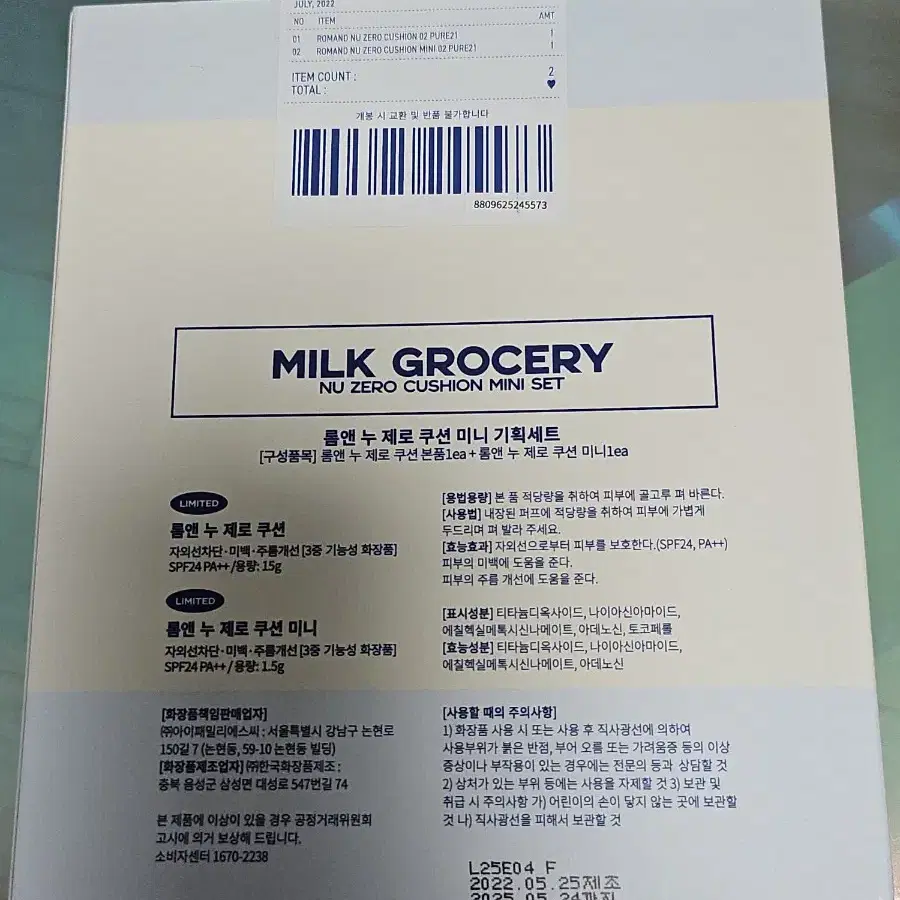 JULY, 2022
NO ITEM AMT
01 ROMAND NU ZERO CUSHION 02 PURE21 1
02 ROMAND NU ZERO CUSHION MINI 02 PURE21 1
ITEM COUNT : 2
TOTAL : ♥
개봉 시 교환 및 반품 불가합니다
8809625245573
MILK GROCERY
NU ZERO CUSHION MINI SET
롬앤 누 제로 쿠션 미니 기획세트
[구성품목] 롬앤 누 제로 쿠션 본품1ea + 롬앤 누 제로 쿠션 미니1ea
LIMITED
롬앤 누 제로 쿠션
자외선차단·미백·주름개선 [3중 기능성 화장품]
SPF24 PA++ /용량: 15g
LIMITED
롬앤 누 제로 쿠션 미니
자외선차단·미백·주름개선 [3중 기능성 화장품]
SPF24 PA++ / 용량: 1.5g
[용법용량] 본 품 적당량을 취하여 피부에 골고루 펴 바른다.
[사용법] 내장된 퍼프에 적당량을 취하여 피부에 가볍게
두드리며 펴 발라 주세요.
[효능효과] 자외선으로부터 피부를 보호한다.(SPF24, PA++)
피부의 미백에 도움을 준다.
피부의 주름 개선에 도움을 준다.
[표시성분] 티타늄디옥사이드, 나이아신아마이드,
에칠헥실메톡시신나메이트, 아데노신, 토코페롤
[효능성분] 티타늄디옥사이드, 나이아신아마이드,
에칠헥실메톡시신나메이트, 아데노신
[화장품책임판매업자]
㈜아이패밀리에스씨 : 서울특별시 강남구 논현로
150길 7 (논현동, 59-10 논현동 빌딩)
[화장품제조업자] ㈜한국화장품제조 :
충북 음성군 삼성면 대성로 547번길 74
본 제품에 이상이 있을 경우 공정거래위원회
고시에 의거 보상해 드립니다.
소비자센터 1670-2238
[사용할 때의 주의사항]
1) 화장품 사용 시 또는 사용 후 직사광선에 의하여
사용부위가 붉은 반점, 부어 오름 또는 가려움증 등의 이상
증상이나 부작용이 있는 경우에는 전문의 등과 상담할 것
2) 상처가 있는 부위 등에는 사용을 자제할 것 3) 보관 및
취급 시 주의사항 가) 어린이의 손이 닿지 않는 곳에 보관할
것 나) 직사광선을 피해서 보관할 것
L25E04 F
2022.05.25제조
2025.05.24까지